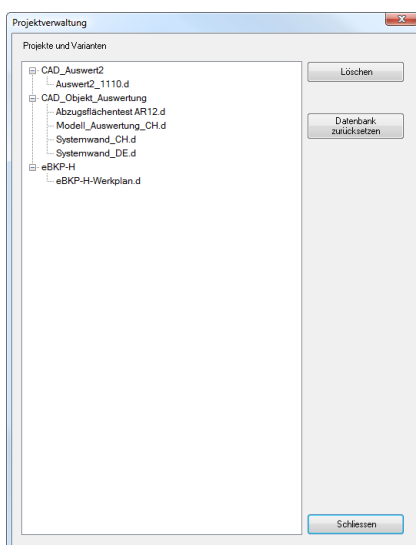 Projektverwaltung
Projekte und Varianten
CAD_Auswert2
Auswert2_1110.d
CAD_Objekt_Auswertung
Abzugsflächentest AR12.d
Modell_Auswertung_CH.d
Systemwand_CH.d
Systemwand_DE.d
eBKP-H
eBKP-H-Werkplan.d
Löschen
Datenbank
zurücksetzen
Schliessen